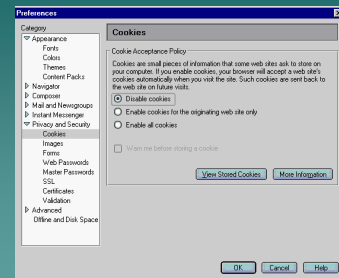 Preferences
Category
Appearance
Fonts
Colors
Themes
Content Packs
Navigator
Composer
Mail and Newsgroups
Instant Messenger
Privacy and Security
Cookies
Images
Forms
Web Passwords
Master Passwords
SSL
Certificates
Validation
Advanced
Offline and Disk Space
Cookies
Cookie Acceptance Policy
Cookies are small pieces of information that some web sites ask to store on
your computer. If you enable cookies, your browser will accept a web site's
cookies automatically when you visit the site. Such cookies are sent back to
the web site on future visits.
Disable cookies
Enable cookies for the originating web site only
Enable all cookies
Warn me before storing a cookie
View Stored Cookies
More Information
OK
Cancel
Help